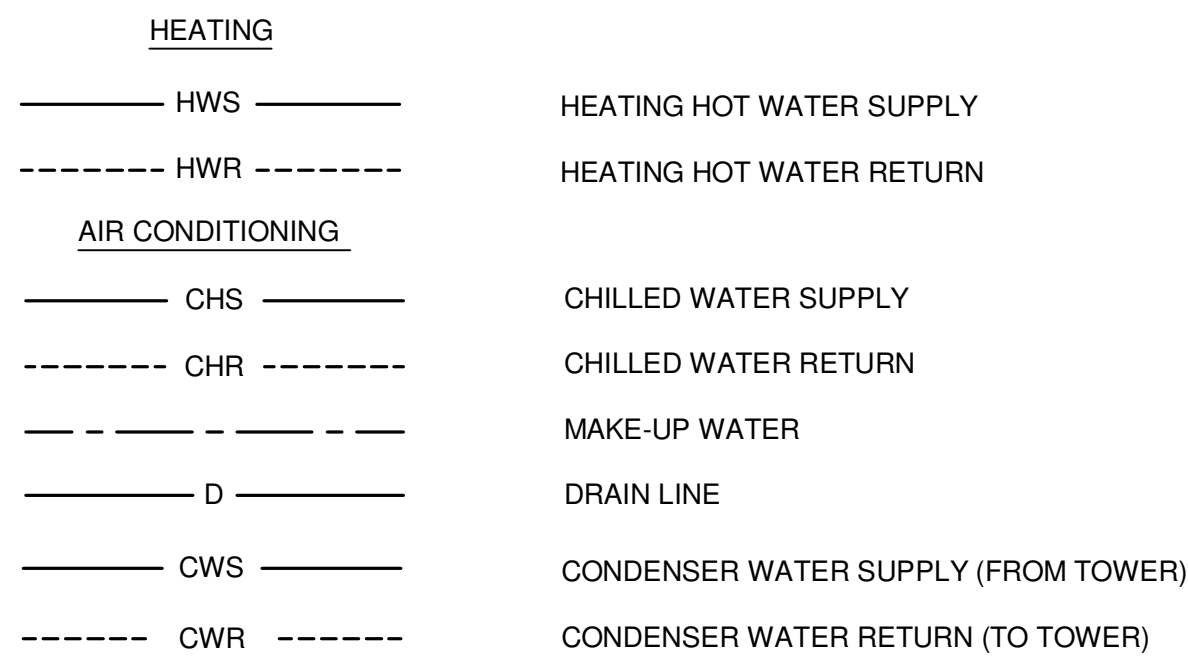 HEATING
HWS HEATING HOT WATER SUPPLY
HWR HEATING HOT WATER RETURN
AIR CONDITIONING
CHS CHILLED WATER SUPPLY
CHR CHILLED WATER RETURN
MAKE-UP WATER
D DRAIN LINE
CWS CONDENSER WATER SUPPLY (FROM TOWER)
CWR CONDENSER WATER RETURN (TO TOWER)